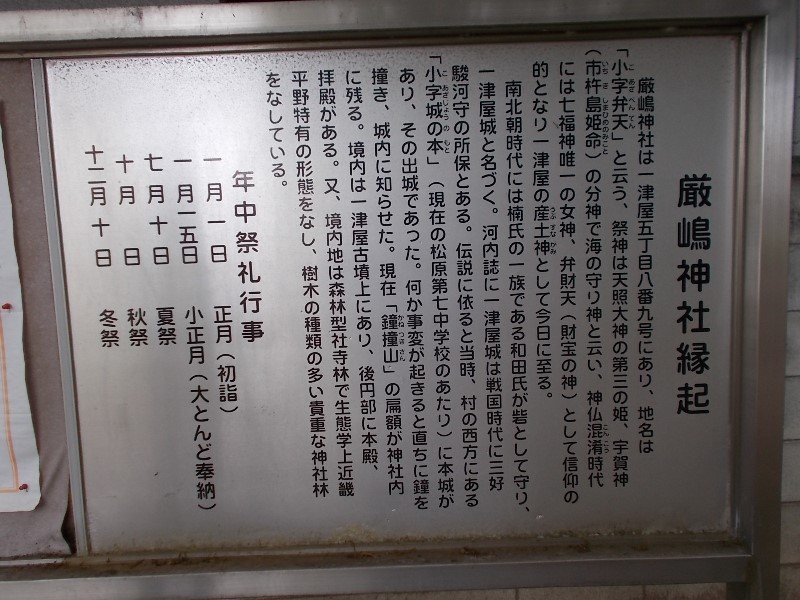 厳嶋神社縁起
厳嶋神社は一津屋五丁目八番九号にあり、地名は
「小字弁天」と云う、祭神は天照大神の第三の姫、宇賀神
(市杵島姫命)の分神で海の守り神と云い、神仏混淆時代
には七福神唯一の女神、弁財天(財宝の神)として信仰の
的となり一津屋の産土神として今日に至る。
南北朝時代には楠氏の一族である和田氏が砦として守り、
一津屋城と名づく。河内誌に一津屋城は戦国時代に三好
駿河守の所保とある。伝説に依ると当時、村の西方にある
「小字城の本」(現在の松原第七中学校のあたり)に本城が
あり、その出城であった。何か事変が起きると直ちに鐘を
撞き、城内に知らせた。現在「鐘撞山」の扁額が神社内
に残る。境内は一津屋古墳上にあり、後円部に本殿、
拝殿がある。又、境内地は森林型社寺林で生態学上近畿
平野特有の形態をなし、樹木の種類の多い貴重な神社林
をなしている。
年中祭礼行事
一月一日 正月(初詣)
一月一五日 小正月(大とんど奉納)
七月十日 夏祭
十月 日 秋祭
十二月十日 冬祭